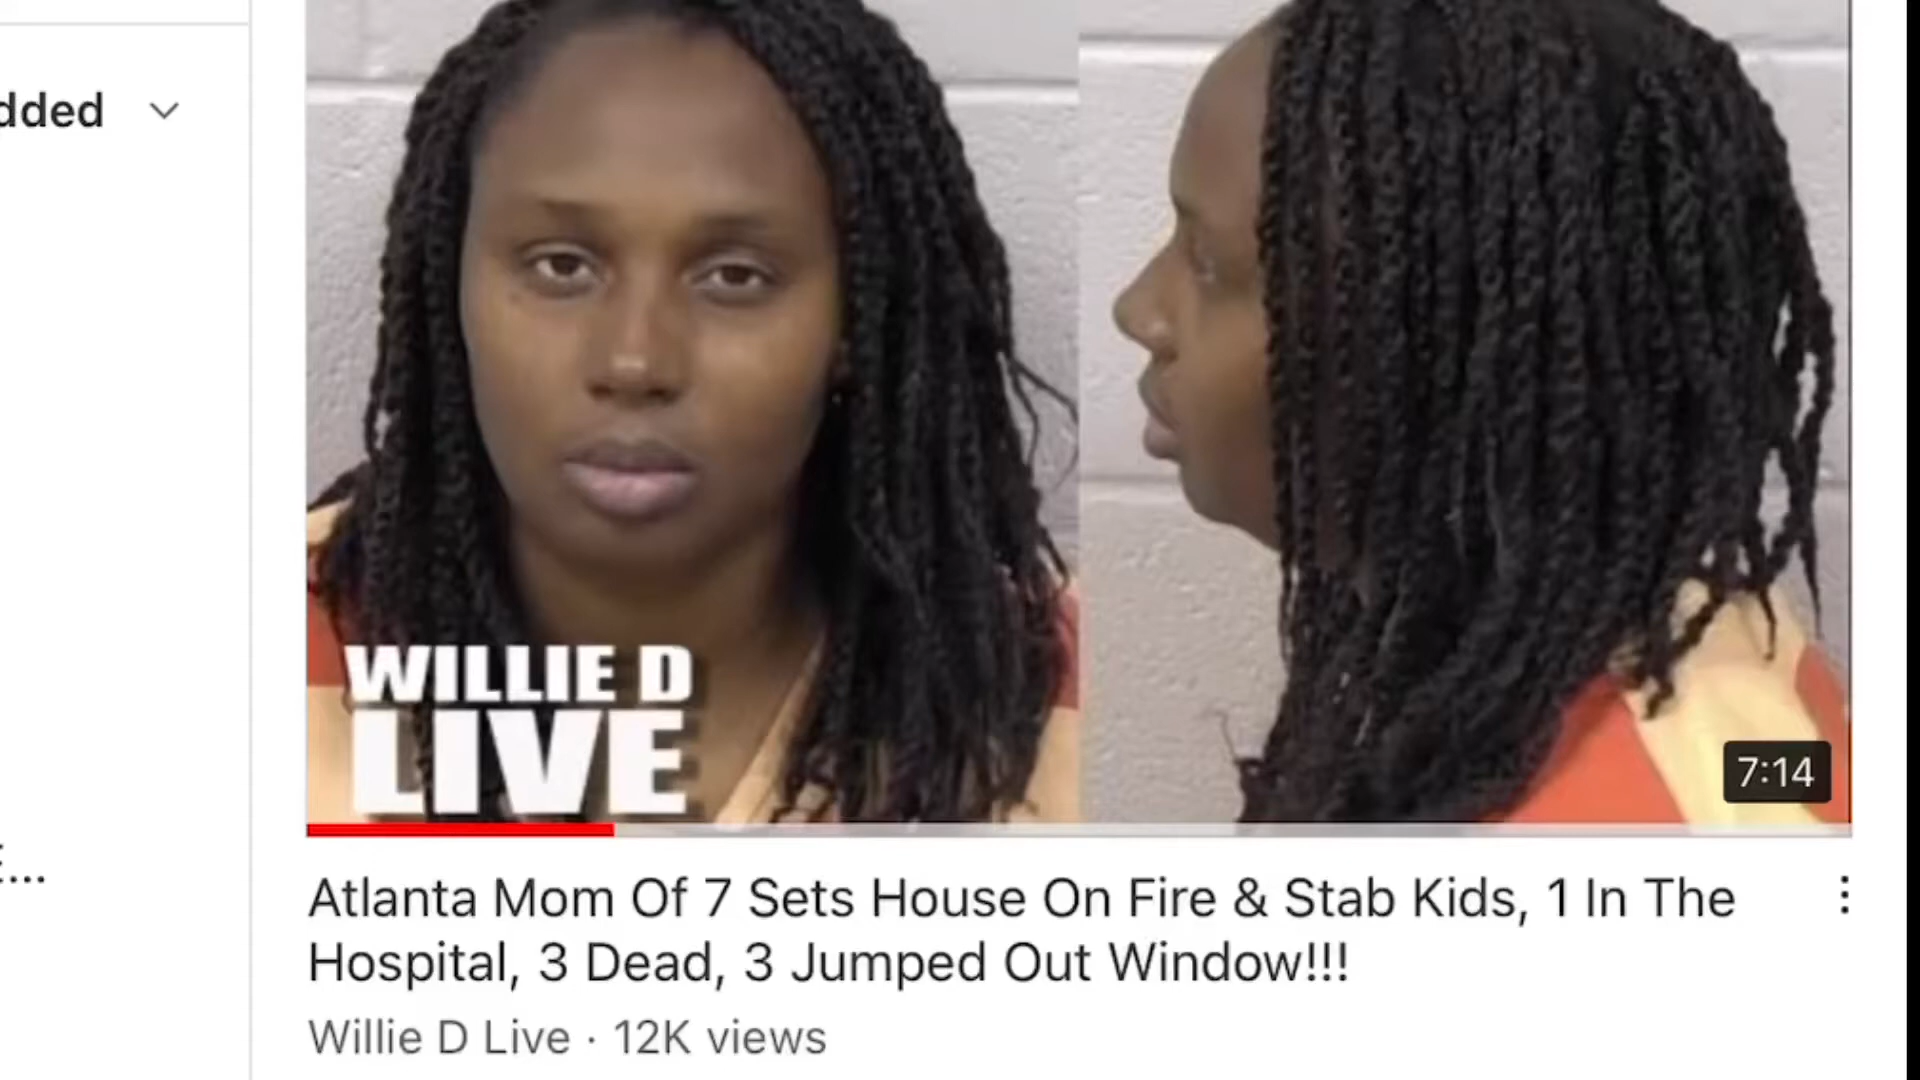 dded
WILLIE D
LIVE
7:14
...
Atlanta Mom Of 7 Sets House On Fire & Stab Kids, 1 In The
Hospital, 3 Dead, 3 Jumped Out Window!!!
Willie D Live · 12K views